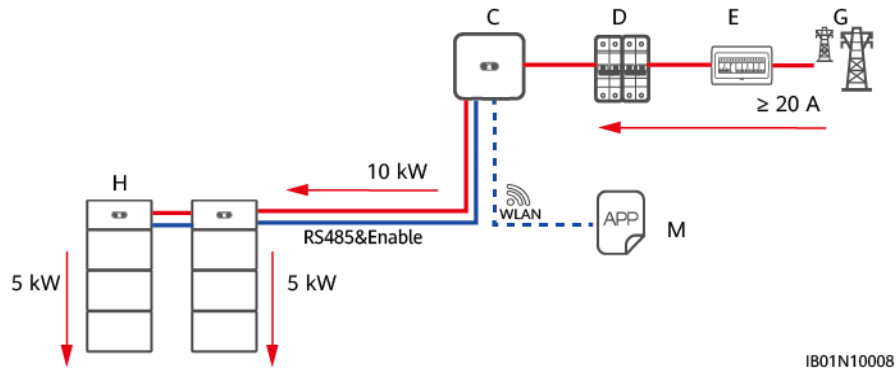 C D E G
≥ 20 A
10 kW
H
WLAN
APP
M
RS485&Enable
5 kW 5 kW
IB01N10008